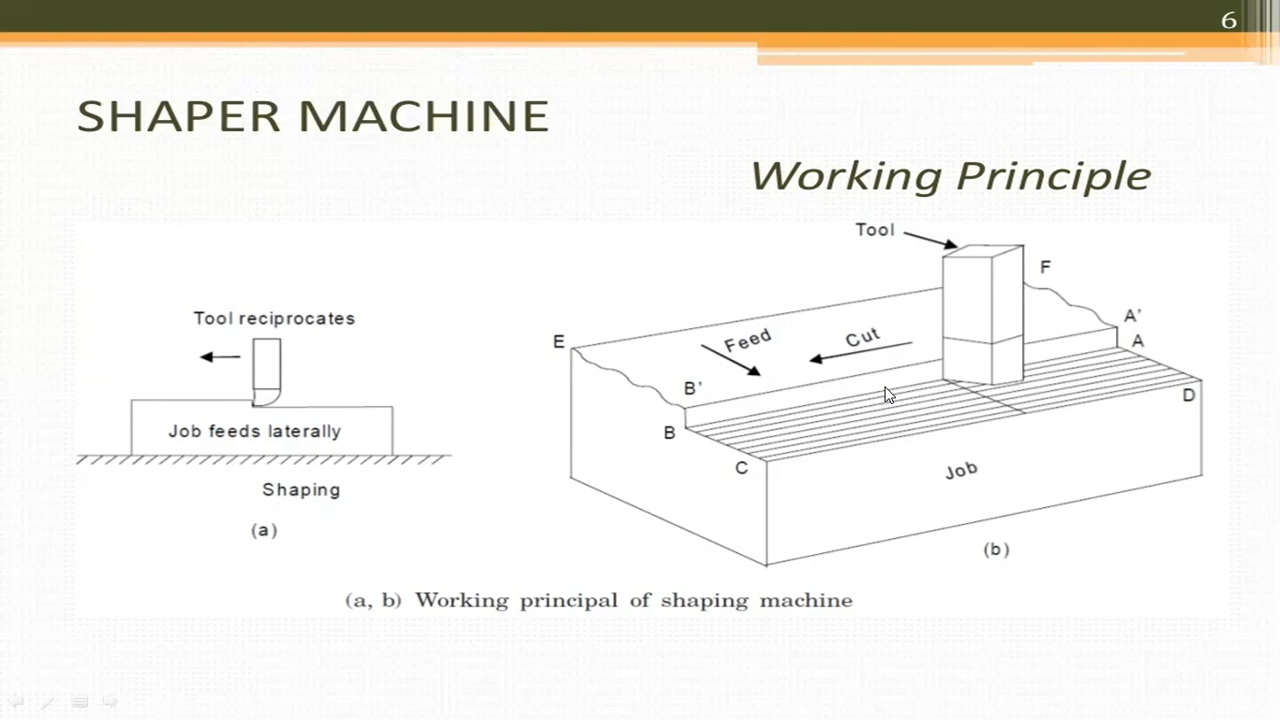 6
SHAPER MACHINE
Working Principle
Tool reciprocates
Job feeds laterally
Shaping
(a)
Tool
F
A'
A
E
Feed
Cut
B'
B
D
C
Job
(b)
(a, b) Working principal of shaping machine